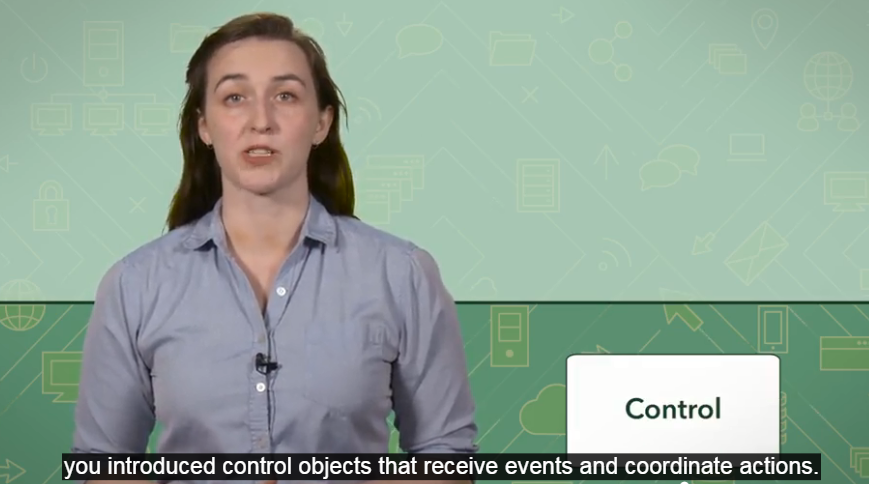 Control
you introduced control objects that receive events and coordinate actions.